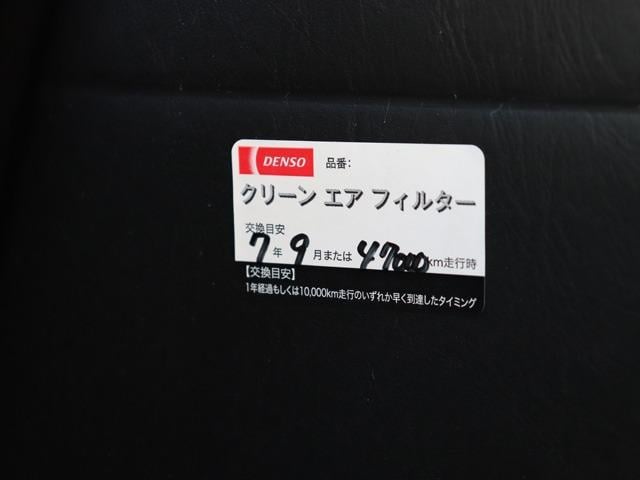 DENSO 品番:
クリーン エア フィルター
交換目安
7年 9月または 47000km走行時
【交換目安】
1年経過もしくは10,000km走行のいずれか早く到達したタイミング